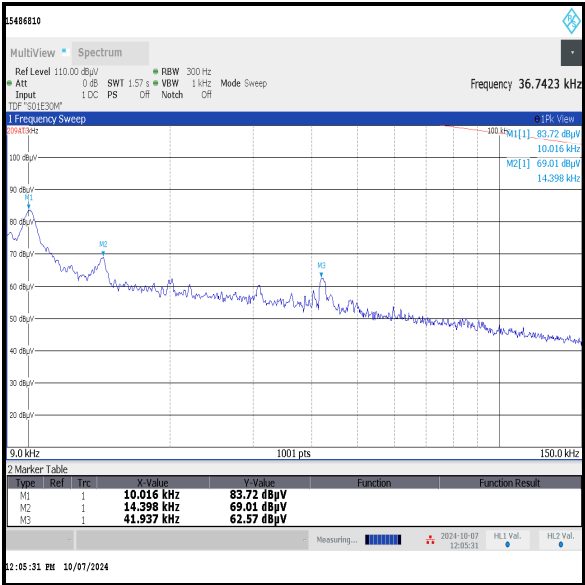 15486810
MultiView Spectrum
Ref Level 110.00 dBµV RBW 300 Hz
Att 0 dB SWT 1.57 s VBW 1 kHz Mode Sweep
Input 1 DC PS Off Notch Off
Frequency 36.7423 kHz
TDF "S01E30M"
1 Frequency Sweep 1Pk View
100 kHz
M1[1] 83.72 dBµV
10.016 kHz
M2[1] 69.01 dBµV
14.398 kHz
100 dBµV
90 dBµV
M1
80 dBµV
M2
70 dBµV
M3
60 dBµV
50 dBµV
40 dBµV
30 dBµV
20 dBµV
9.0 kHz 1001 pts 150.0 kHz
2 Marker Table
Type Ref Trc X-Value Y-Value Function Function Result
M1 1 10.016 kHz 83.72 dBµV
M2 1 14.398 kHz 69.01 dBµV
M3 1 41.937 kHz 62.57 dBµV
Measuring... 2024-10-07 HL1 Val. HL2 Val.
12:05:31
12:05:31 PM 10/07/2024